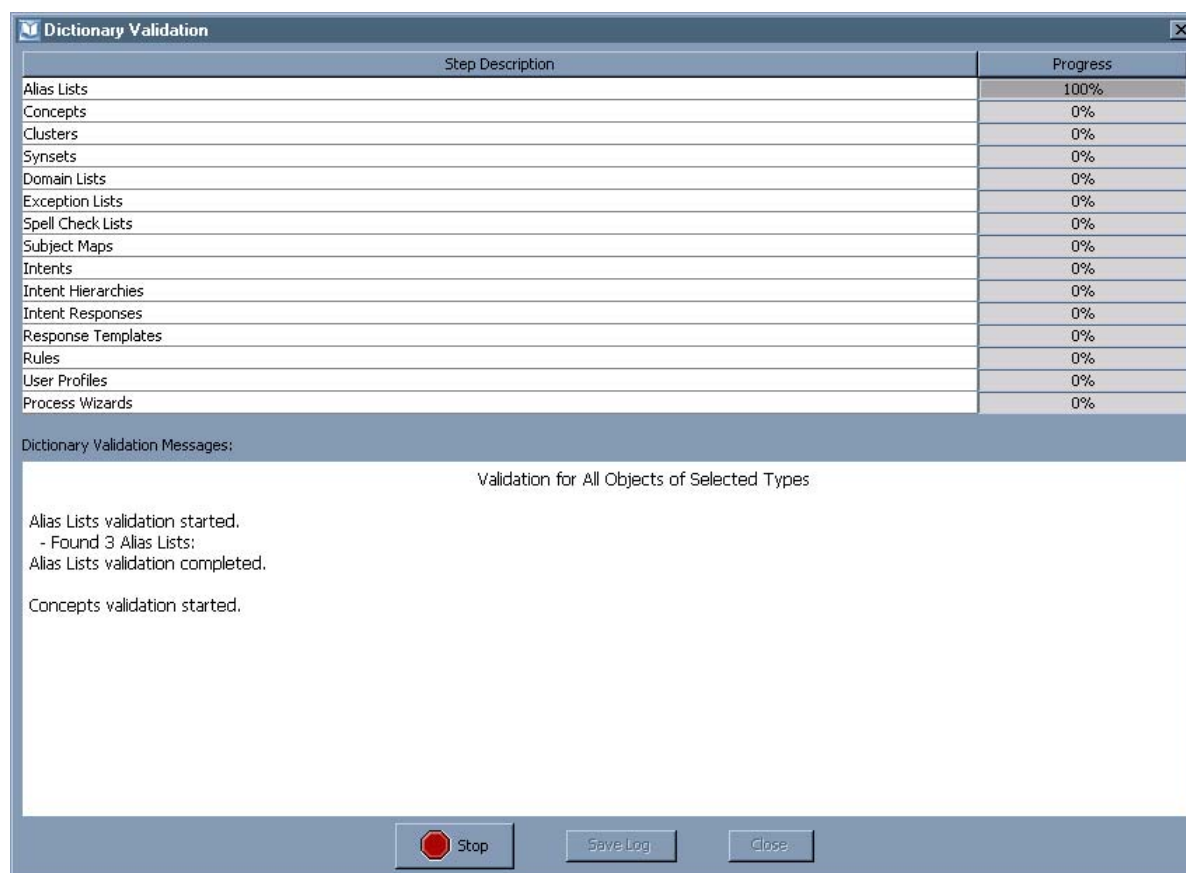 Dictionary Validation
Step Description Progress
Alias Lists 100%
Concepts 0%
Clusters 0%
Synsets 0%
Domain Lists 0%
Exception Lists 0%
Spell Check Lists 0%
Subject Maps 0%
Intents 0%
Intent Hierarchies 0%
Intent Responses 0%
Response Templates 0%
Rules 0%
User Profiles 0%
Process Wizards 0%
Dictionary Validation Messages:
Validation for All Objects of Selected Types
Alias Lists validation started.
- Found 3 Alias Lists:
Alias Lists validation completed.
Concepts validation started.
Stop Save Log Close